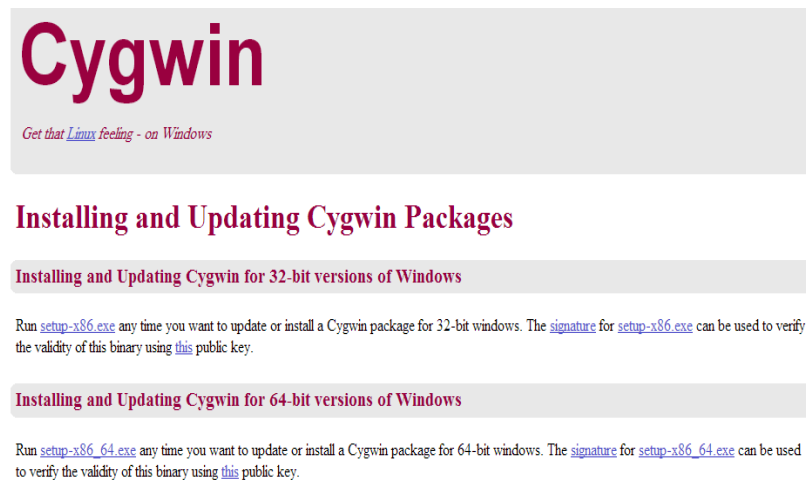 Cygwin
Get that Linux feeling - on Windows
Installing and Updating Cygwin Packages
Installing and Updating Cygwin for 32-bit versions of Windows
Run setup-x86.exe any time you want to update or install a Cygwin package for 32-bit windows. The signature for setup-x86.exe can be used to verify
the validity of this binary using this public key.
Installing and Updating Cygwin for 64-bit versions of Windows
Run setup-x86_64.exe any time you want to update or install a Cygwin package for 64-bit windows. The signature for setup-x86_64.exe can be used
to verify the validity of this binary using this public key.